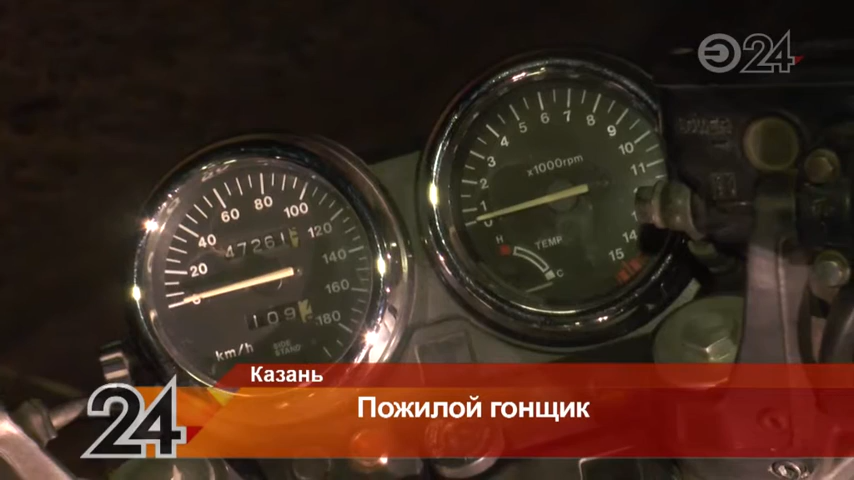 Э24
5 6 7 8 9 10 11
4
3
2
1
0
x1000rpm
H TEMP C
14
15
20 40 60 80 100 120 140 160 180
47261
109
km/h
SIDE STAND
Казань
24
Пожилой гонщик